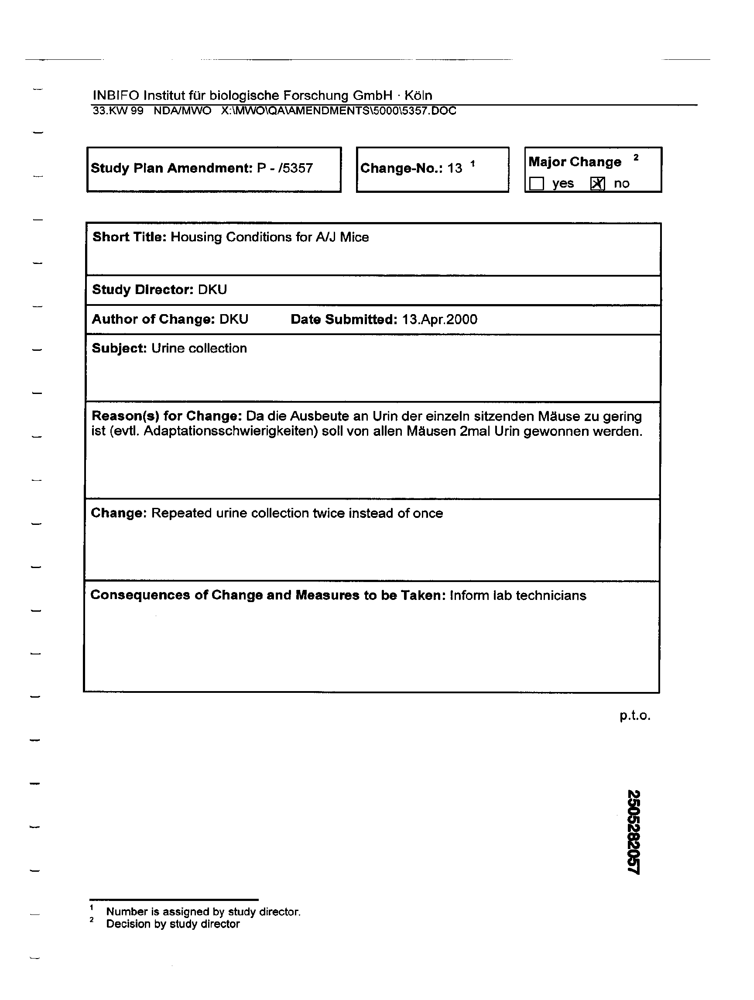 INBIFO Institut für biologische Forschung GmbH · Köln
33.KW 99 NDA/MWO X:\MWO\QA\AMENDMENTS\5000\5357.DOC
Study Plan Amendment: P - /5357
Change-No.: 13 1
Major Change 2
☐ yes ☒ no
Short Title: Housing Conditions for A/J Mice
Study Director: DKU
Author of Change: DKU Date Submitted: 13.Apr.2000
Subject: Urine collection
Reason(s) for Change: Da die Ausbeute an Urin der einzeln sitzenden Mäuse zu gering
ist (evtl. Adaptationsschwierigkeiten) soll von allen Mäusen 2mal Urin gewonnen werden.
Change: Repeated urine collection twice instead of once
Consequences of Change and Measures to be Taken: Inform lab technicians
p.t.o.
2505282057
1 Number is assigned by study director.
2 Decision by study director